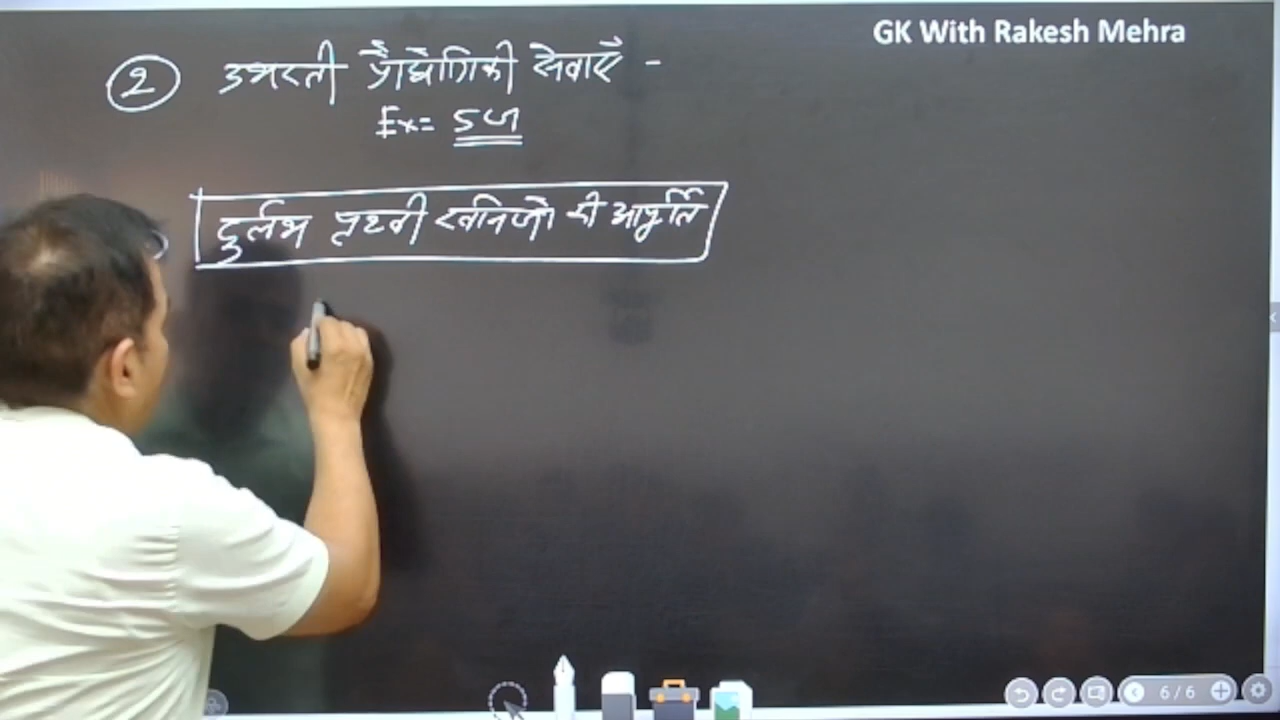 GK With Rakesh Mehra
2 उभरती प्रौद्योगिकी सेवाएँ -
Ex= 5G
दुर्लभ पृथ्वी खनिजो की आपूर्ति
6/6